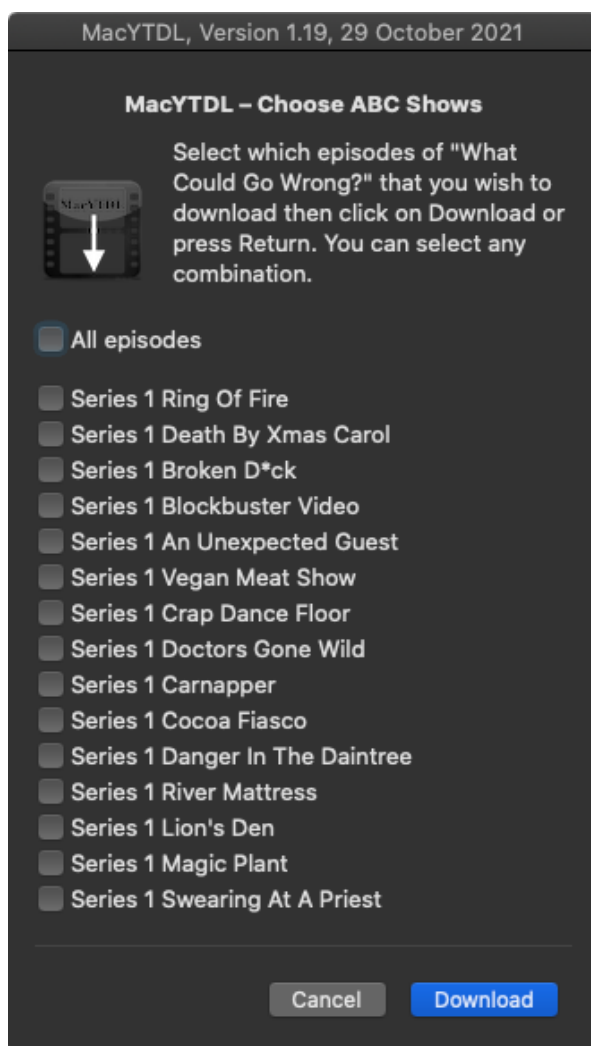 MacYTDL, Version 1.19, 29 October 2021
MacYTDL – Choose ABC Shows
Select which episodes of "What
Could Go Wrong?" that you wish to
download then click on Download or
press Return. You can select any
combination.
MacYTDL
All episodes
Series 1 Ring Of Fire
Series 1 Death By Xmas Carol
Series 1 Broken D*ck
Series 1 Blockbuster Video
Series 1 An Unexpected Guest
Series 1 Vegan Meat Show
Series 1 Crap Dance Floor
Series 1 Doctors Gone Wild
Series 1 Carnapper
Series 1 Cocoa Fiasco
Series 1 Danger In The Daintree
Series 1 River Mattress
Series 1 Lion's Den
Series 1 Magic Plant
Series 1 Swearing At A Priest
Cancel
Download